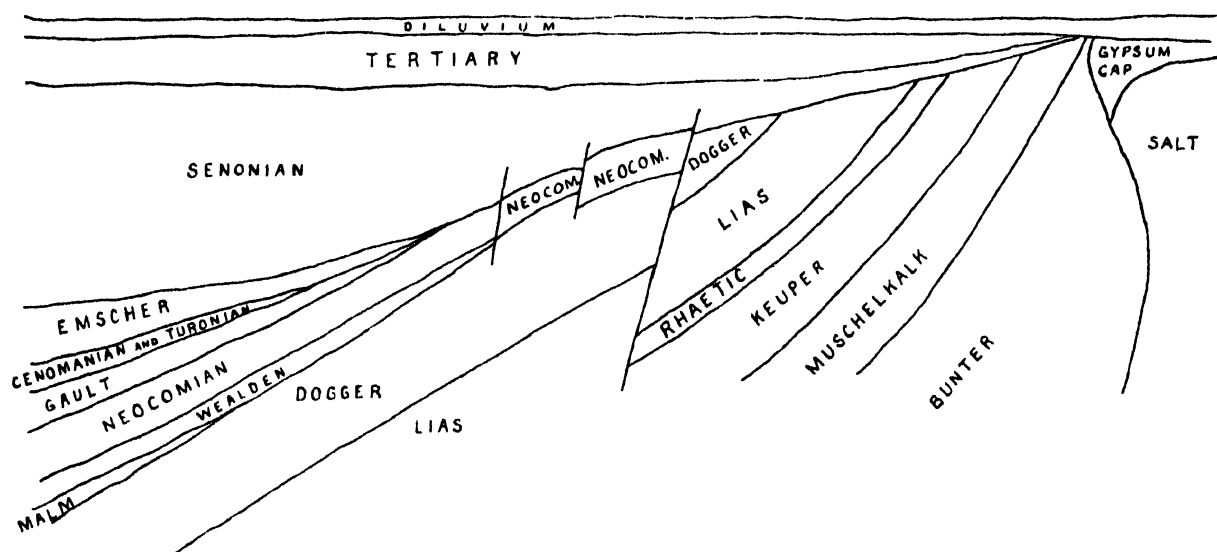 DILUVIUM
TERTIARY
GYPSUM
CAP
SALT
SENONIAN
NEOCOM.
NEOCOM.
DOGGER
LIAS
RHAETIC
KEUPER
MUSCHELKALK
BUNTER
EMSCHER
CENOMANIAN AND TURONIAN
GAULT
NEOCOMIAN
WEALDEN
MALM
DOGGER
LIAS